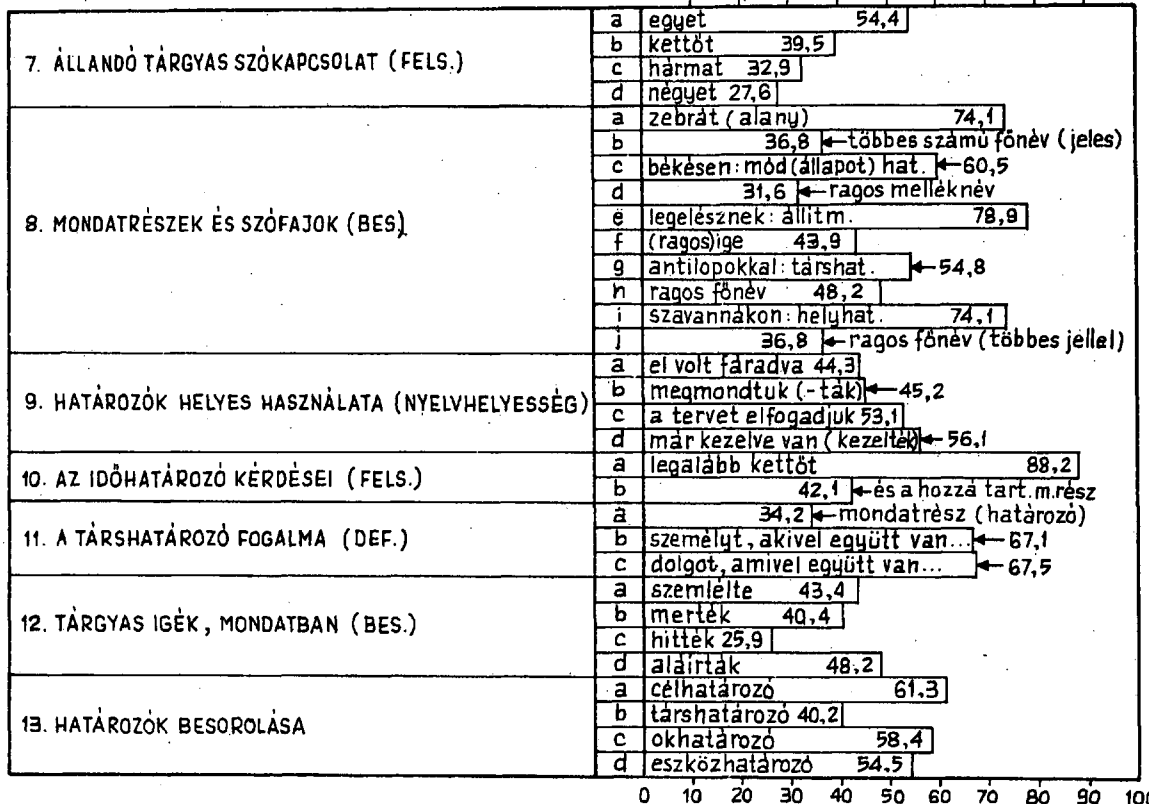 7. ÁLLANDÓ TÁRGYAS SZÓKAPCSOLAT (FELS.)
a egyet 54,4
b kettőt 39,5
c hármat 32,9
d négyet 27,6
8. MONDATRÉSZEK ÉS SZÓFAJOK (BES)
a zebrát (alany) 74,1
b 36,8 ←többes számú főnév (jeles)
c békésen: mód (állapot) hat. ←60,5
d 31,6 ←ragos melléknév
e legelésznek: állítm. 78,9
f (ragos)ige 43,9
g antilopokkal: társhat. ←54,8
h ragos főnév 48,2
i szavannákon: helyhat. 74,1
j 36,8 ←ragos főnév (többes jellel)
9. HATÁROZÓK HELYES HASZNÁLATA (NYELVHELYESSÉG)
a el volt fáradva 44,3
b megmondtuk (-ták) ←45,2
c a tervet elfogadjuk 53,1
d már kezelve van (kezelték) ←56,1
10. AZ IDŐHATÁROZÓ KÉRDÉSEI (FELS.)
a legalább kettőt 88,2
b 42,1 ←és a hozzá tart. m.rész
11. A TÁRSHATÁROZÓ FOGALMA (DEF.)
a 34,2 ←mondatrész (határozó)
b személyt, akivel együtt van... ←67,1
c dolgot, amivel együtt van... ←67,5
12. TÁRGYAS IGÉK, MONDATBAN (BES.)
a szemlélte 43,4
b mérték 40,4
c hitték 25,9
d aláírták 48,2
13. HATÁROZÓK BESOROLÁSA
a célhatározó 61,3
b társhatározó 40,2
c okhatározó 58,4
d eszközhatározó 54,5
0 10 20 30 40 50 60 70 80 90 100